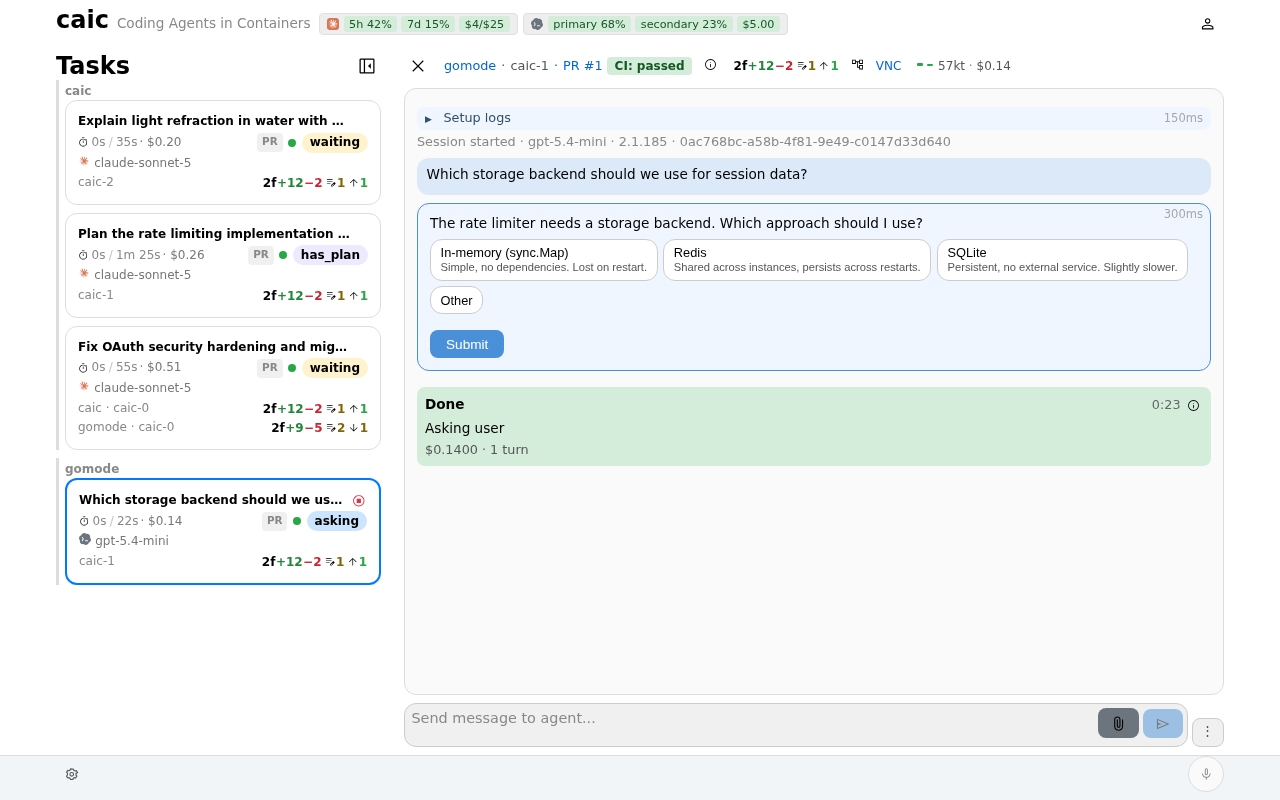 caic Coding Agents in Containers 5h 42% 7d 15% $4/$25 primary 68% secondary 23% $5.00
Tasks
caic
Explain light refraction in water with …
0s / 35s · $0.20 PR waiting
claude-sonnet-5
caic-2 2f+12−2 1 ↑1
Plan the rate limiting implementation …
0s / 1m 25s · $0.26 PR has_plan
claude-sonnet-5
caic-1 2f+12−2 1 ↑1
Fix OAuth security hardening and mig…
0s / 55s · $0.51 PR waiting
claude-sonnet-5
caic · caic-0 2f+12−2 1 ↑1
gomode · caic-0 2f+9−5 2 ↓1
gomode
Which storage backend should we us…
0s / 22s · $0.14 PR asking
gpt-5.4-mini
caic-1 2f+12−2 1 ↑1
gomode · caic-1 · PR #1 CI: passed 2f+12−2 1 ↑1 VNC 57kt · $0.14
▸ Setup logs 150ms
Session started · gpt-5.4-mini · 2.1.185 · 0ac768bc-a58b-4f81-9e49-c0147d33d640
Which storage backend should we use for session data?
300ms
The rate limiter needs a storage backend. Which approach should I use?
In-memory (sync.Map)
Simple, no dependencies. Lost on restart.
Redis
Shared across instances, persists across restarts.
SQLite
Persistent, no external service. Slightly slower.
Other
Submit
Done 0:23
Asking user
$0.1400 · 1 turn
Send message to agent...